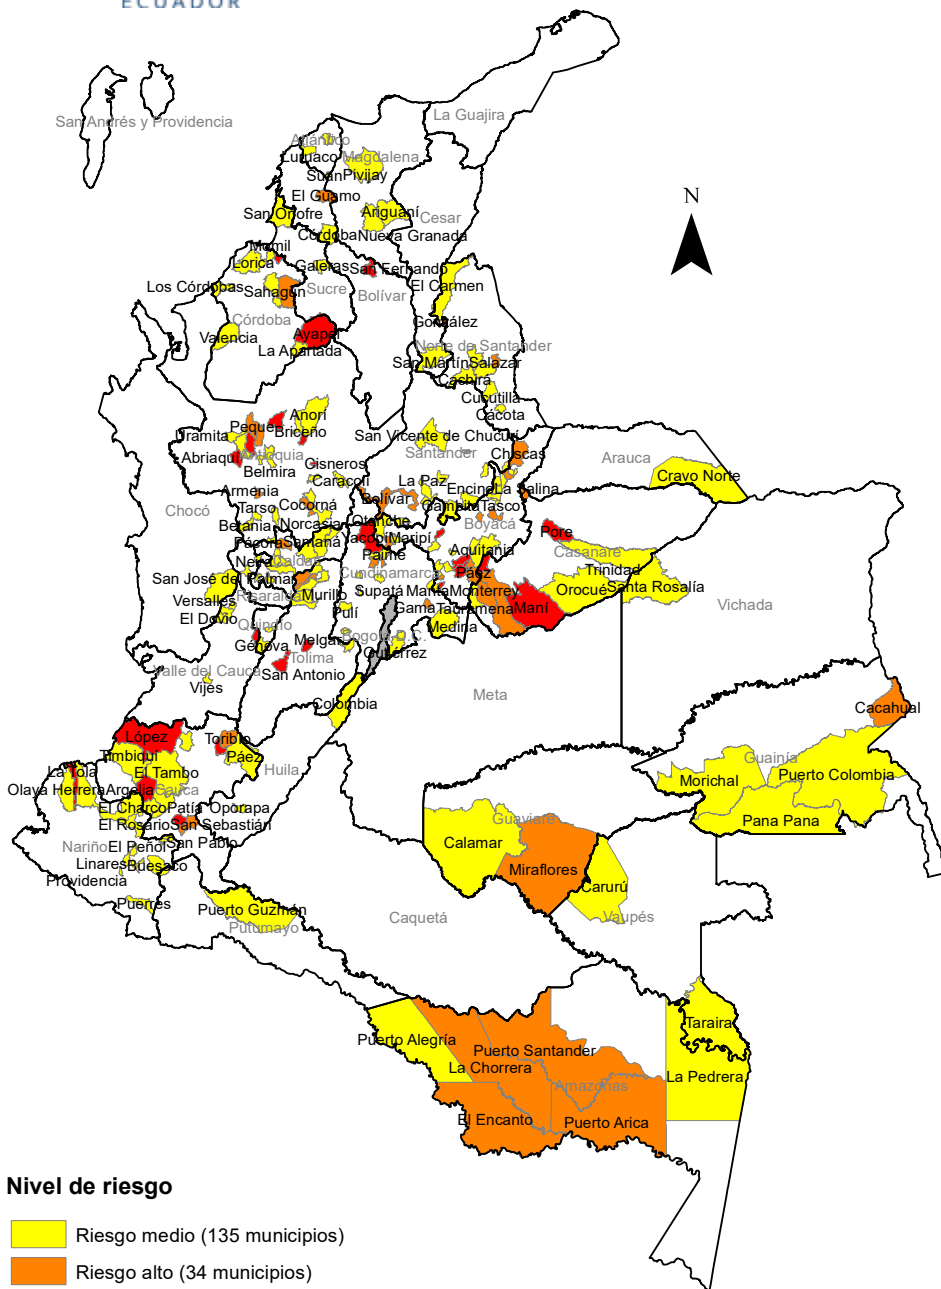 ECUADOR
San Andrés y Providencia
La Guajira
Atlántico
Luruaco
Magdalena
Suan
Pivijay
N
El Guamo
San Onofre
Ariguaní
Cesar
Córdoba
Nueva Granada
Momil
Lorica
Galeras
San Fernando
El Carmen
Los Córdobas
Sahagún
Sucre
Bolívar
Córdoba
González
Valencia
Ayapel
La Apartada
Norte de Santander
San Martín
Salazar
Cachirá
Cucutilla
Cácota
Anorí
Peque
Briceño
Uramita
San Vicente de Chucurí
Abriaquí
Antioquia
Santander
Chiscas
Arauca
Belmira
Cisneros
Caracolí
La Paz
Cravo Norte
Armenia
Bolívar
Encino
La Salina
Chocó
Tarso
Cocorná
Gámbita
Tasco
Betania
Norcasia
Otanche
Boyacá
Pore
Pácora
Samaná
Yacopí
Maripí
Aquitania
Casanare
Neira
Caldas
Paime
Trinidad
San José del Palmar
Cundinamarca
Páez
Orocué
Santa Rosalía
Risaralda
Murillo
Supatá
Manta
Monterrey
Versalles
Gama
Tauramena
Maní
Vichada
El Dovio
Pulí
Medina
Quindío
Bogotá D.C.
Génova
Melgar
Gutiérrez
Tolima
Valle del Cauca
San Antonio
Vijes
Meta
Colombia
Cacahual
López
Toribío
Timbiquí
Páez
Huila
Guainía
La Tola
El Tambo
Morichal
Puerto Colombia
Olaya Herrera
Argelia
Cauca
El Charco
Patía
Oporapa
El Rosario
San Sebastián
Pana Pana
Guaviare
Nariño
El Peñol
San Pablo
Calamar
Linares
Buesaco
Miraflores
Providencia
Carurú
Puerres
Puerto Guzmán
Caquetá
Vaupés
Putumayo
Taraira
Puerto Alegría
Puerto Santander
La Chorrera
La Pedrera
Amazonas
El Encanto
Puerto Arica
Nivel de riesgo
Riesgo medio (135 municipios)
Riesgo alto (34 municipios)